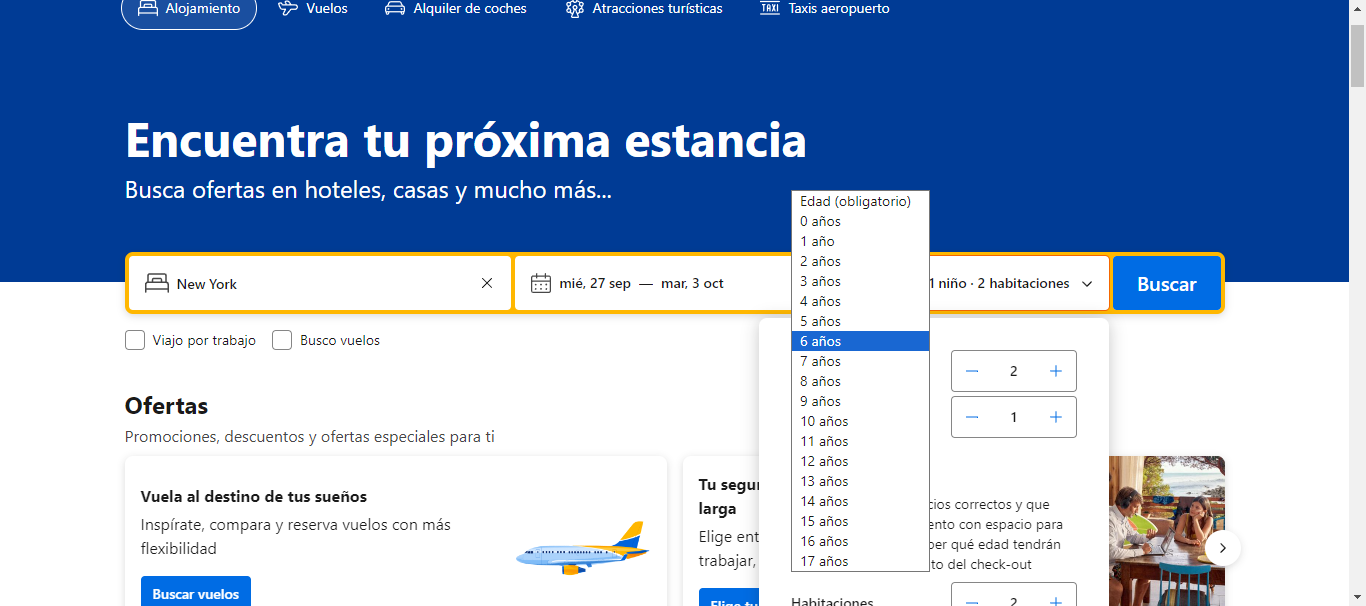 Alojamiento
Vuelos
Alquiler de coches
Atracciones turísticas
TAXI Taxis aeropuerto
Encuentra tu próxima estancia
Busca ofertas en hoteles, casas y mucho más...
New York
mié, 27 sep — mar, 3 oct
1 niño · 2 habitaciones
Buscar
Edad (obligatorio)
0 años
1 año
2 años
3 años
4 años
5 años
6 años
7 años
8 años
9 años
10 años
11 años
12 años
13 años
14 años
15 años
16 años
17 años
2
1
cios correctos y que
ento con espacio para
ber qué edad tendrán
to del check-out
Habitaciones
2
Viajo por trabajo
Busco vuelos
Ofertas
Promociones, descuentos y ofertas especiales para ti
Vuela al destino de tus sueños
Inspírate, compara y reserva vuelos con más
flexibilidad
Buscar vuelos
Tu segu
larga
Elige ent
trabajar,
Elige tu